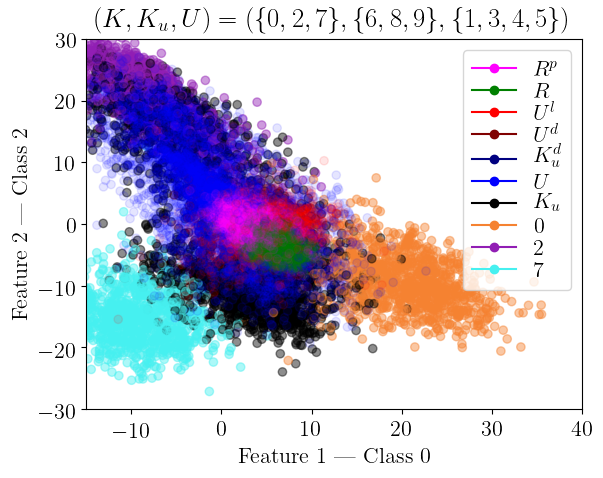 (K, K_u, U) = ({0, 2, 7}, {6, 8, 9}, {1, 3, 4, 5})
30
20
10
0
−10
−20
−30
Feature 2 — Class 2
R^p
R
U^l
U^d
K_u^d
U
K_u
0
2
7
−10
0
10
20
30
40
Feature 1 — Class 0